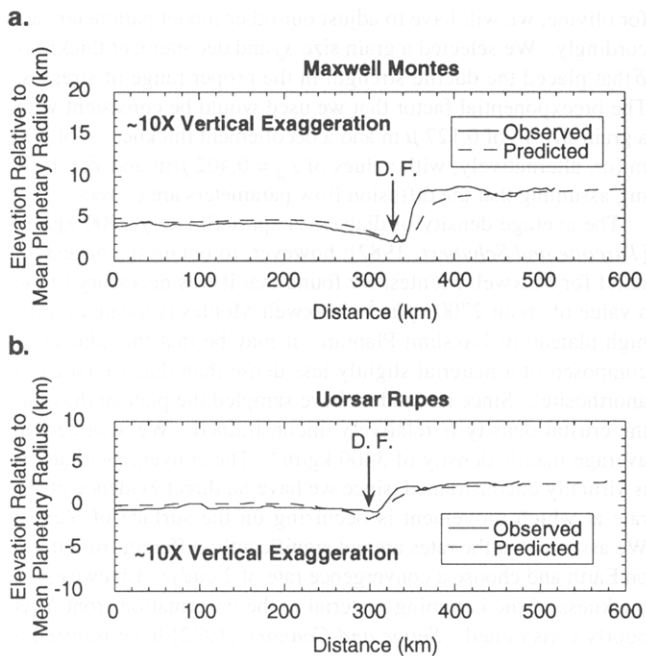 a.
Maxwell Montes
Elevation Relative to
Mean Planetary Radius (km)
20
15
10
5
0
~10X Vertical Exaggeration
Observed
Predicted
D. F.
0 100 200 300 400 500 600
Distance (km)
b.
Uorsar Rupes
Elevation Relative to
Mean Planetary Radius (km)
10
5
0
-5
-10
D. F.
~10X Vertical Exaggeration
Observed
Predicted
0 100 200 300 400 500 600
Distance (km)